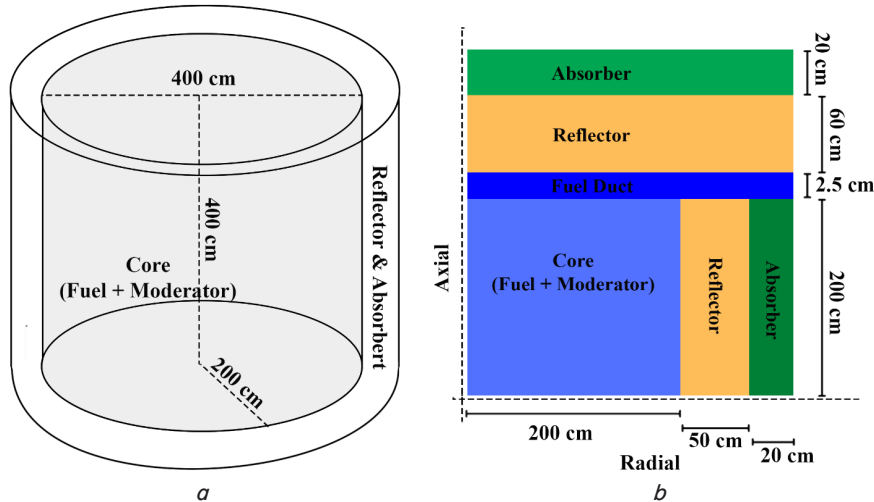 400 cm
400 cm
Core
(Fuel + Moderator)
200 cm
Reflector & Absorbert
a
Absorber
20 cm
Reflector
60 cm
Fuel Duct
2.5 cm
Axial
Core
(Fuel + Moderator)
Reflector
Absorber
200 cm
200 cm
50 cm
20 cm
Radial
b